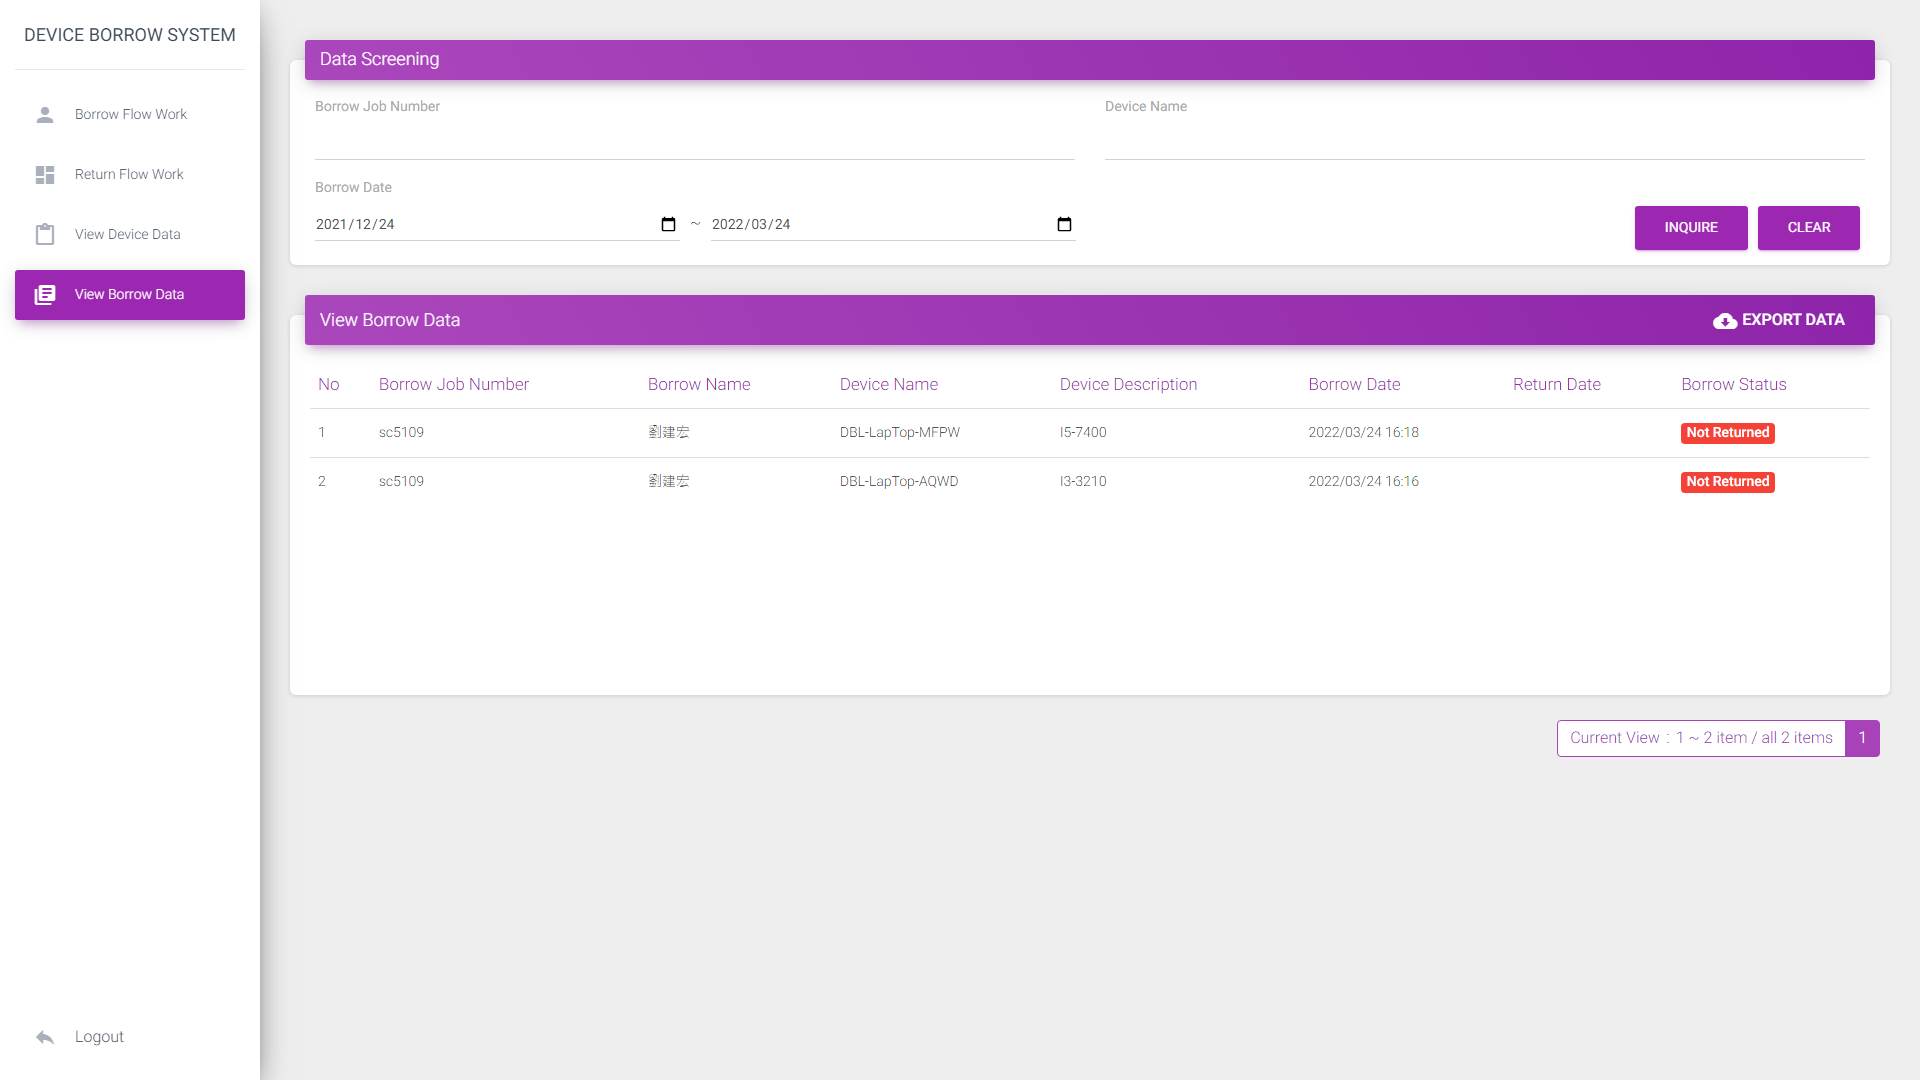 DEVICE BORROW SYSTEM
Borrow Flow Work
Return Flow Work
View Device Data
View Borrow Data
Logout
Data Screening
Borrow Job Number
Device Name
Borrow Date
2021/12/24 ~ 2022/03/24
INQUIRE CLEAR
View Borrow Data EXPORT DATA
No Borrow Job Number Borrow Name Device Name Device Description Borrow Date Return Date Borrow Status
1 sc5109 劉建宏 DBL-LapTop-MFPW I5-7400 2022/03/24 16:18 Not Returned
2 sc5109 劉建宏 DBL-LapTop-AQWD I3-3210 2022/03/24 16:16 Not Returned
Current View：1 ~ 2 item / all 2 items 1